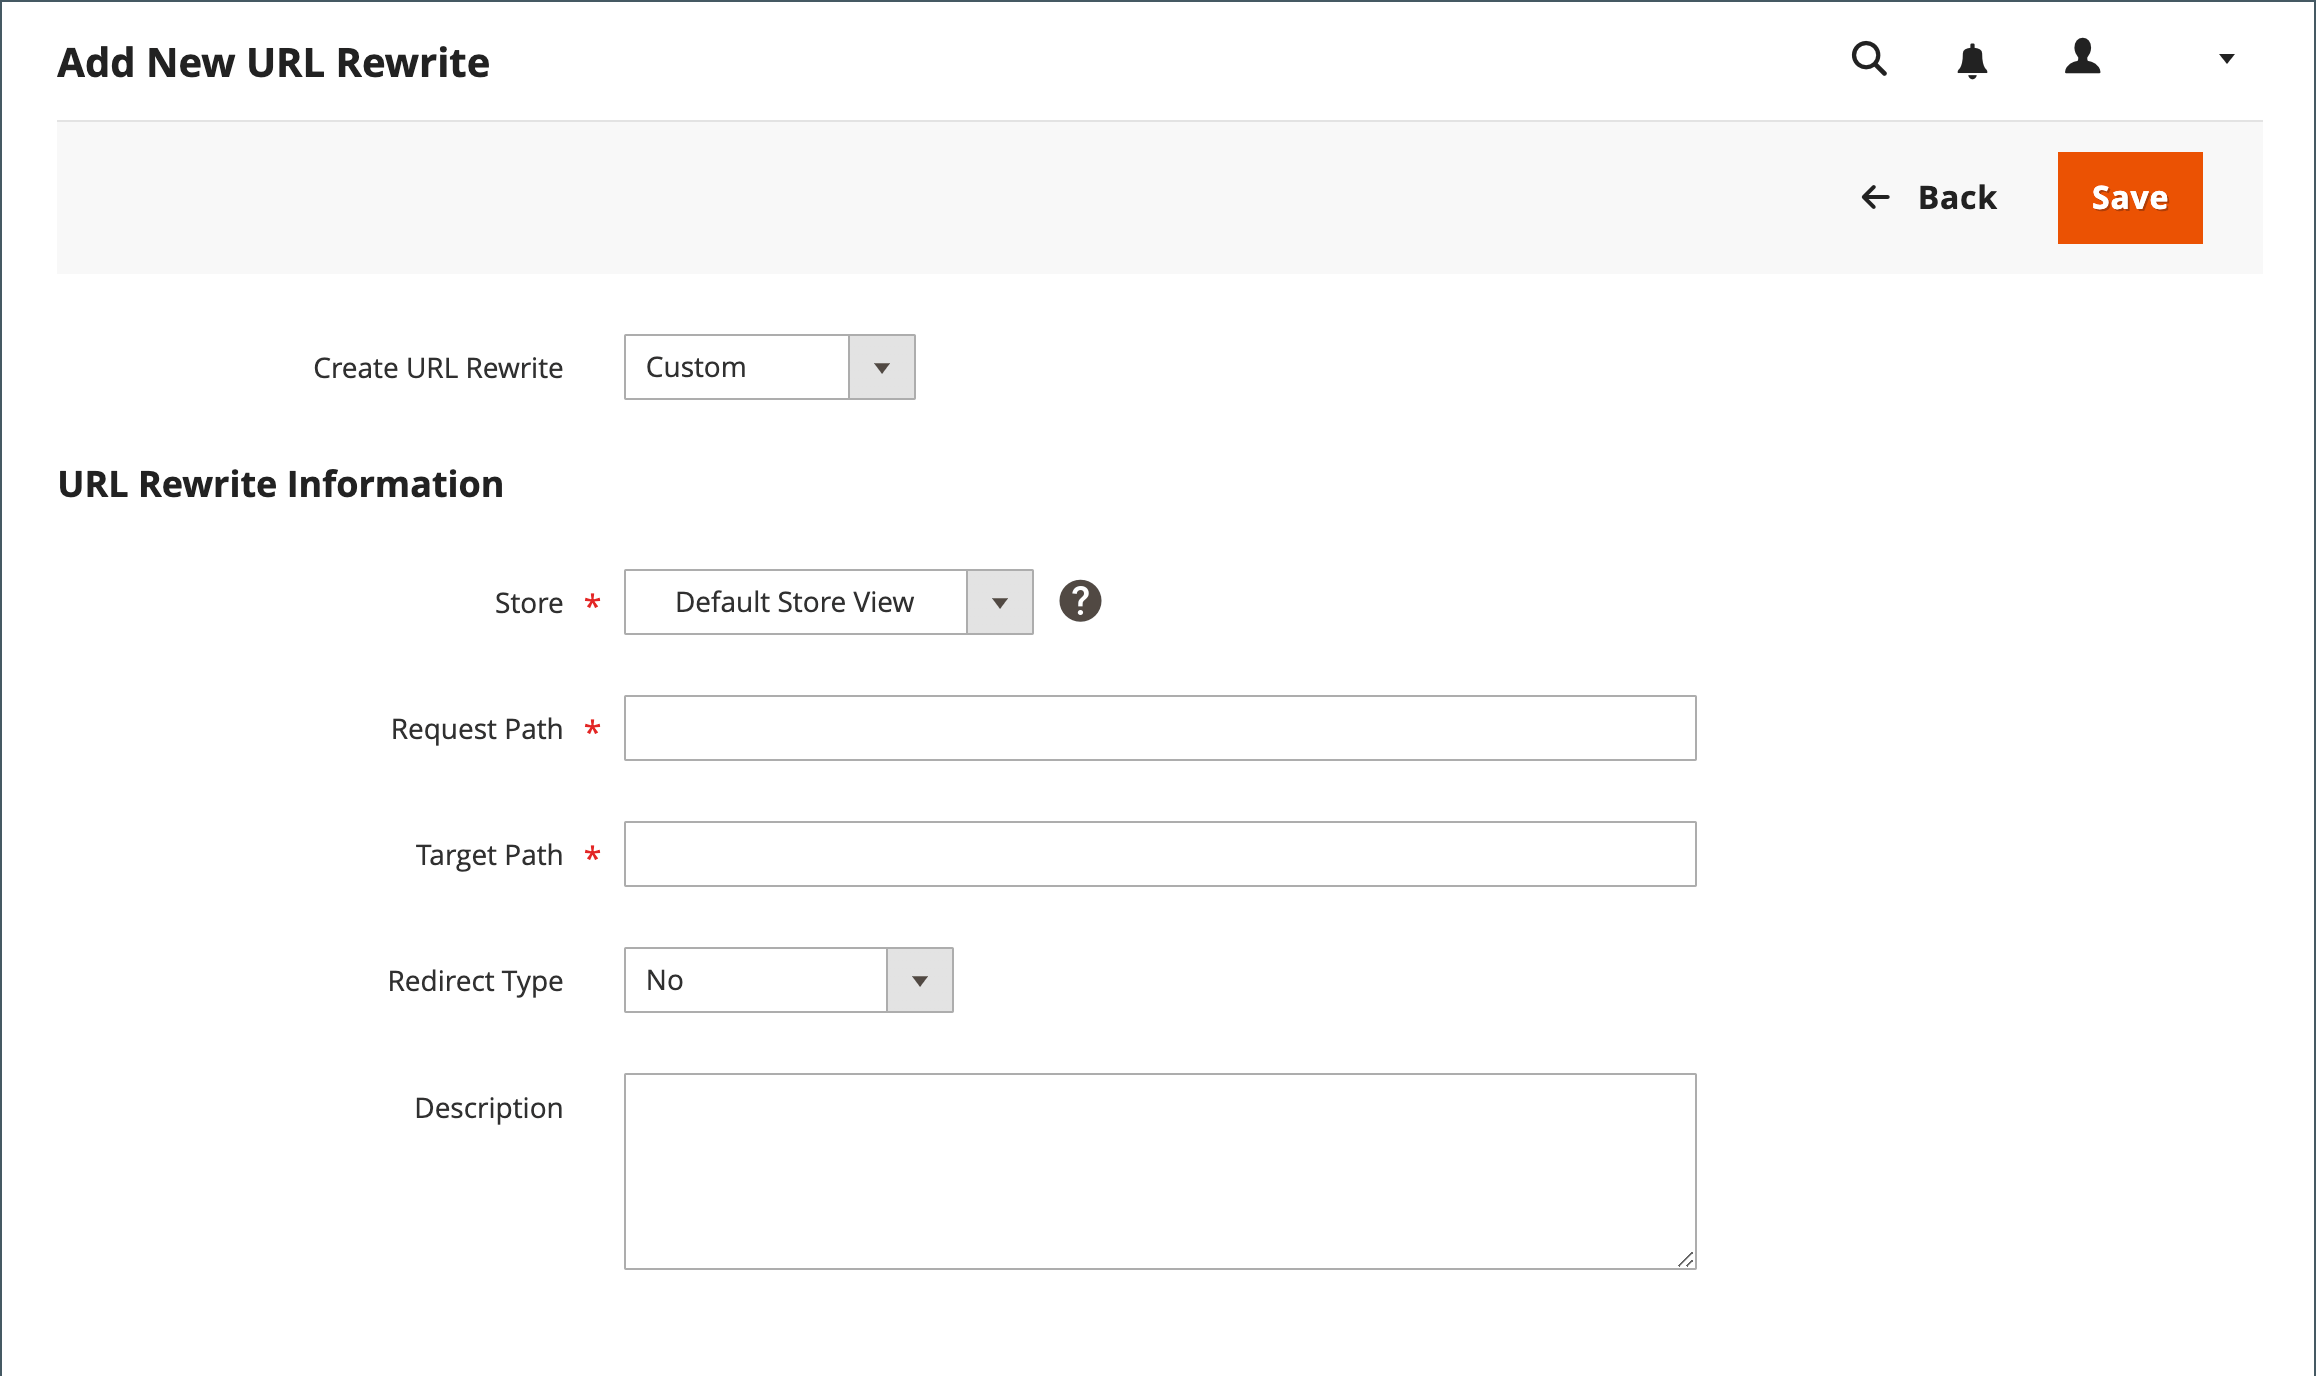 Add New URL Rewrite
Back
Save
Create URL Rewrite
Custom
URL Rewrite Information
Store *
Default Store View
?
Request Path *
Target Path *
Redirect Type
No
Description